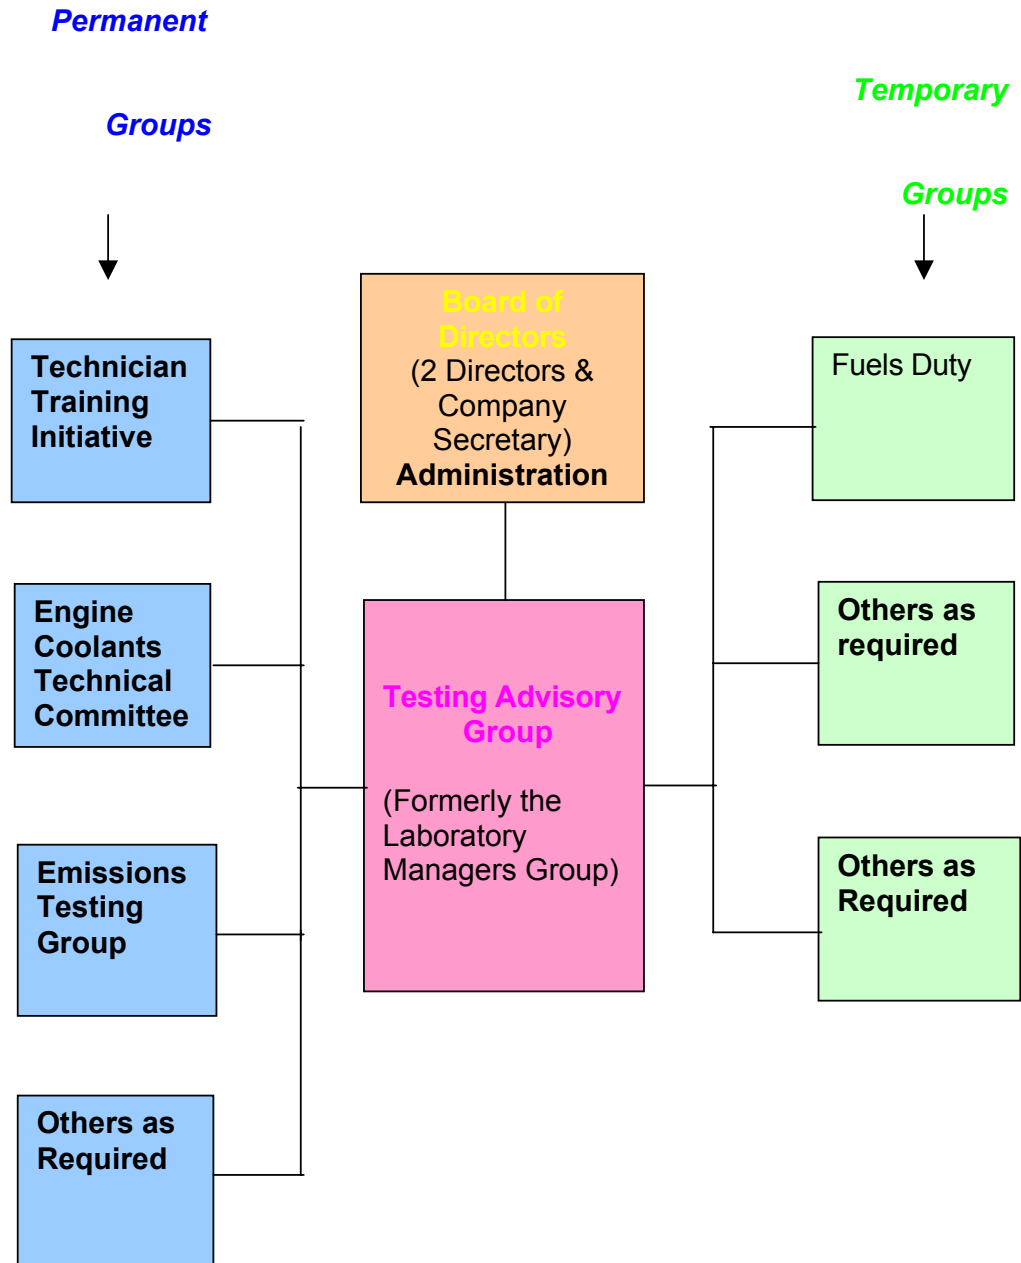 Permanent
Groups
Temporary
Groups
Technician
Training
Initiative
Engine
Coolants
Technical
Committee
Emissions
Testing
Group
Others as
Required
Board of
Directors
(2 Directors &
Company
Secretary)
Administration
Testing Advisory
Group
(Formerly the
Laboratory
Managers Group)
Fuels Duty
Others as
required
Others as
Required